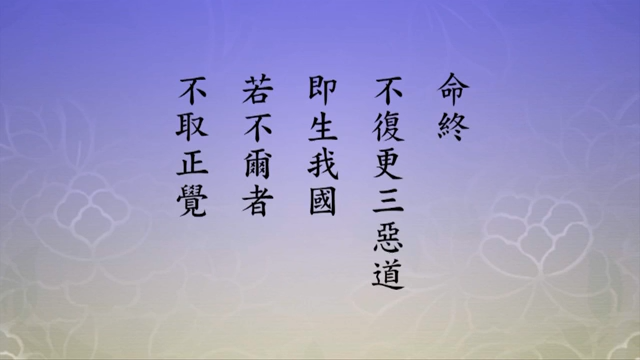 命終
不復更三惡道
即生我國
若不爾者
不取正覺